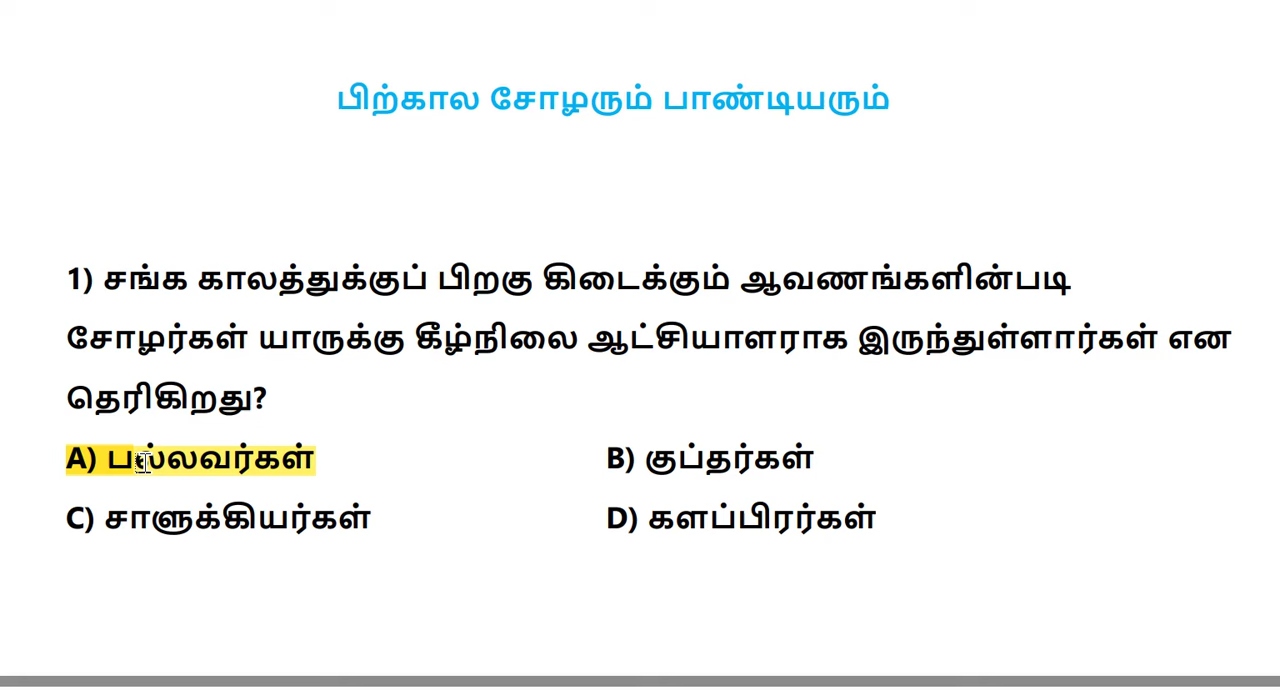 பிற்கால சோழரும் பாண்டியரும்
1) சங்க காலத்துக்குப் பிறகு கிடைக்கும் ஆவணங்களின்படி
சோழர்கள் யாருக்கு கீழ்நிலை ஆட்சியாளராக இருந்துள்ளார்கள் என
தெரிகிறது?
A) பல்லவர்கள் B) குப்தர்கள்
C) சாளுக்கியர்கள் D) களப்பிரர்கள்